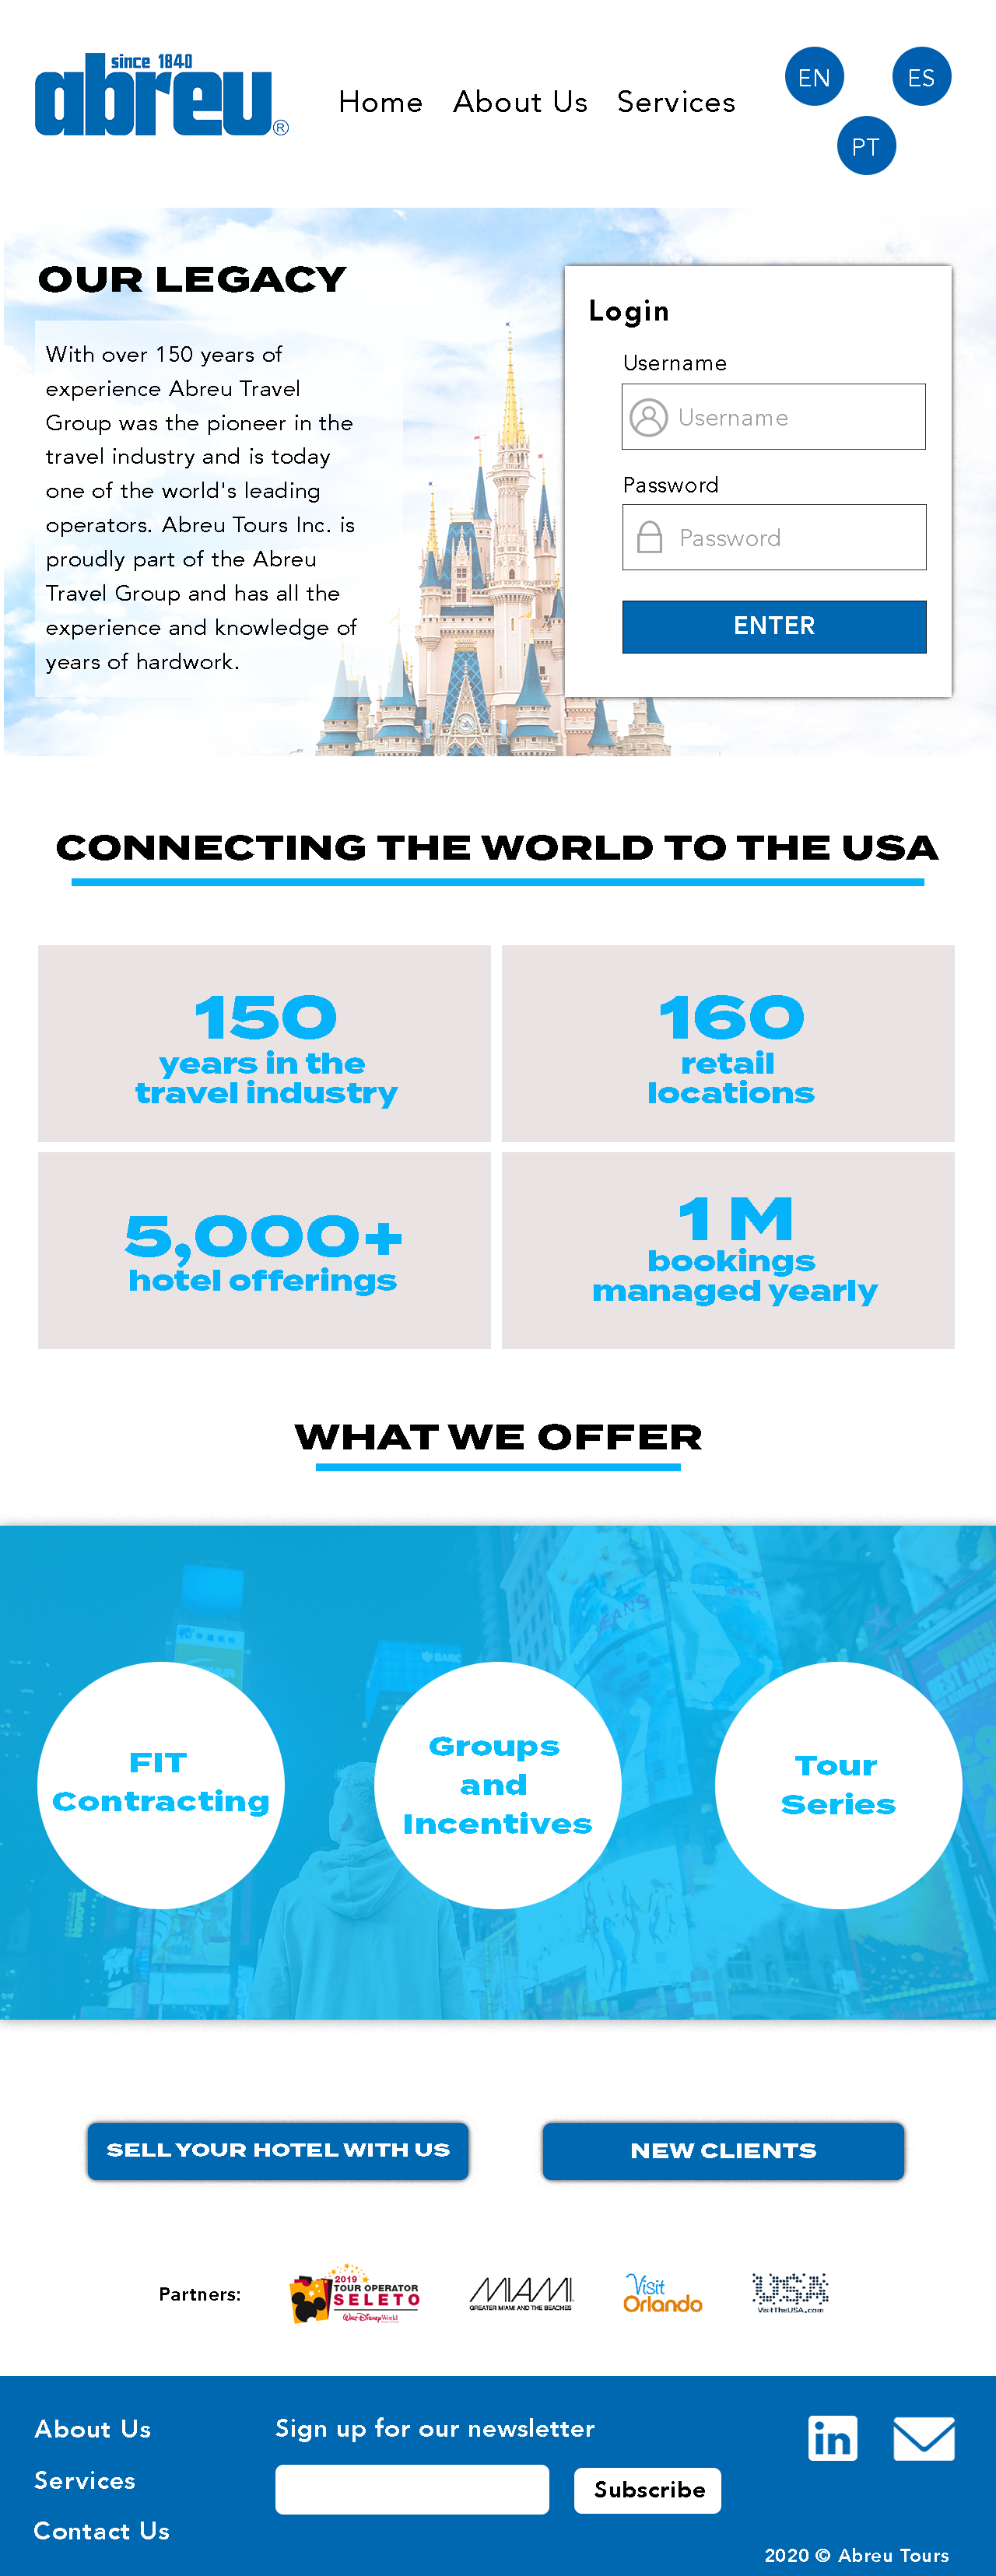 since 1840
abreu®
Home About Us Services
EN
ES
PT
OUR LEGACY
With over 150 years of
experience Abreu Travel
Group was the pioneer in the
travel industry and is today
one of the world's leading
operators. Abreu Tours Inc. is
proudly part of the Abreu
Travel Group and has all the
experience and knowledge of
years of hardwork.
Login
Username
Username
Password
Password
ENTER
CONNECTING THE WORLD TO THE USA
150
years in the
travel industry
160
retail
locations
5,000+
hotel offerings
1 M
bookings
managed yearly
WHAT WE OFFER
FIT
Contracting
Groups
and
Incentives
Tour
Series
SELL YOUR HOTEL WITH US
NEW CLIENTS
Partners:
2019
TOUR OPERATOR
SELETO
Walt Disney World
MIAMI
GREATER MIAMI AND THE BEACHES
Visit
Orlando
USA
VisitTheUSA.com
About Us
Services
Contact Us
Sign up for our newsletter
Subscribe
in
2020 © Abreu Tours